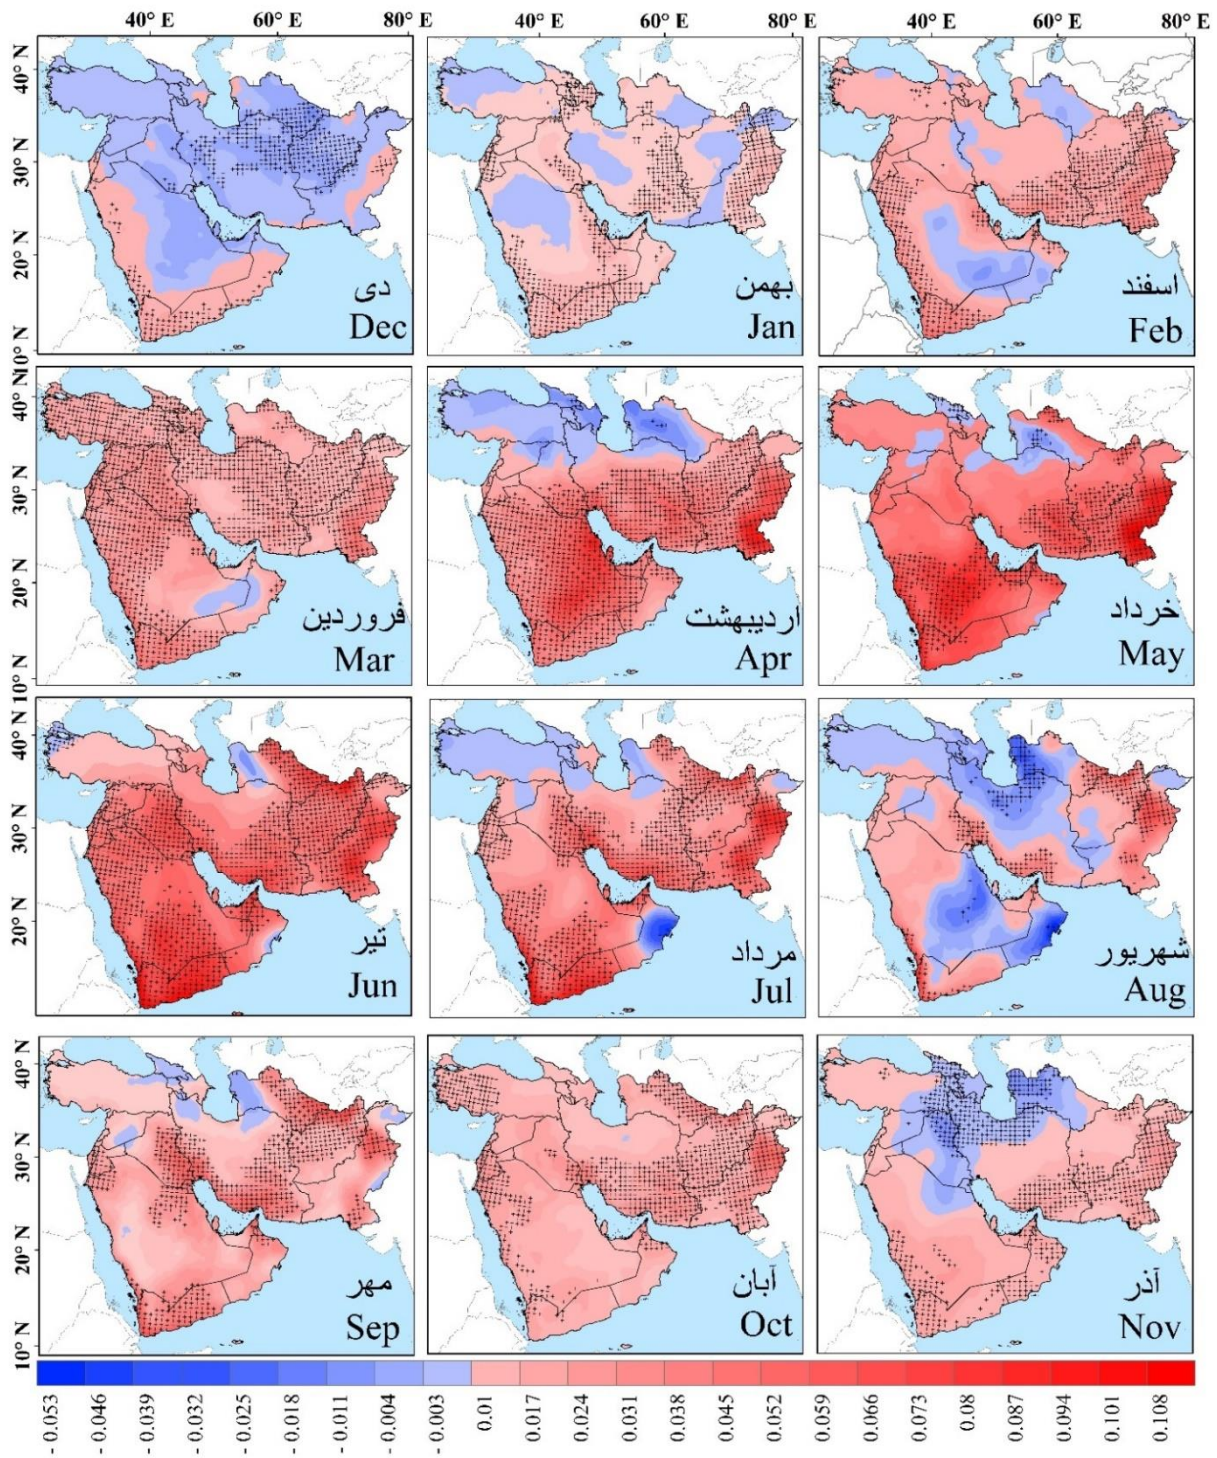 40° E 60° E 80° E 40° E 60° E 80° E 40° E 60° E 80° E
40° N
30° N
20° N
10° N
دی
Dec
بهمن
Jan
اسفند
Feb
40° N
30° N
20° N
10° N
فروردین
Mar
اردیبهشت
Apr
خرداد
May
40° N
30° N
20° N
تیر
Jun
مرداد
Jul
شهریور
Aug
40° N
30° N
20° N
10° N
مهر
Sep
آبان
Oct
آذر
Nov
- 0.053 - 0.046 - 0.039 - 0.032 - 0.025 - 0.018 - 0.011 - 0.004 - 0.003 0.01 0.017 0.024 0.031 0.038 0.045 0.052 0.059 0.066 0.073 0.08 0.087 0.094 0.101 0.108